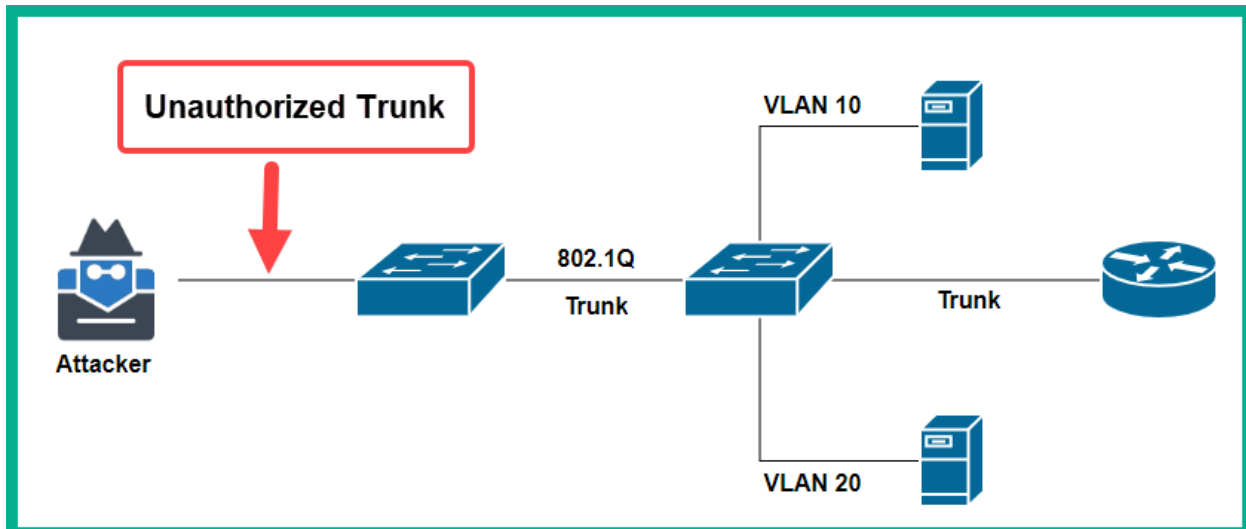 Unauthorized Trunk
VLAN 10
802.1Q
Trunk
Trunk
Attacker
VLAN 20